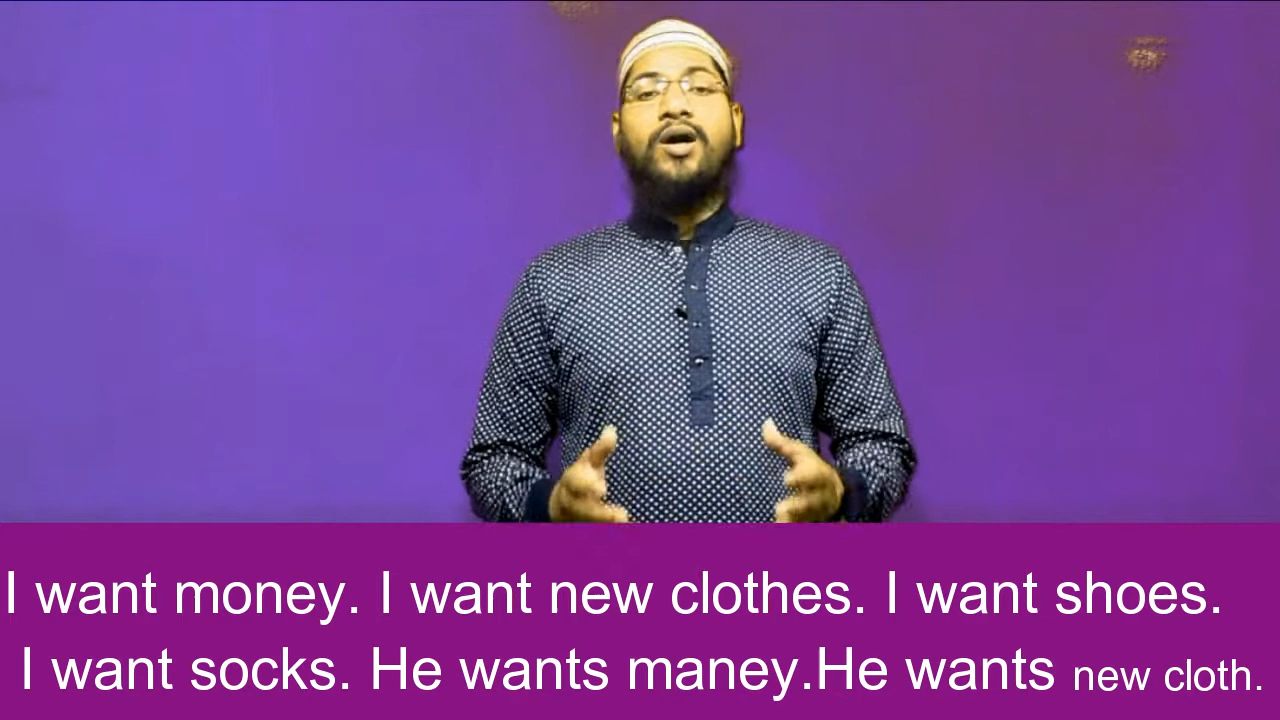 I want money. I want new clothes. I want shoes.
I want socks. He wants maney.He wants new cloth.